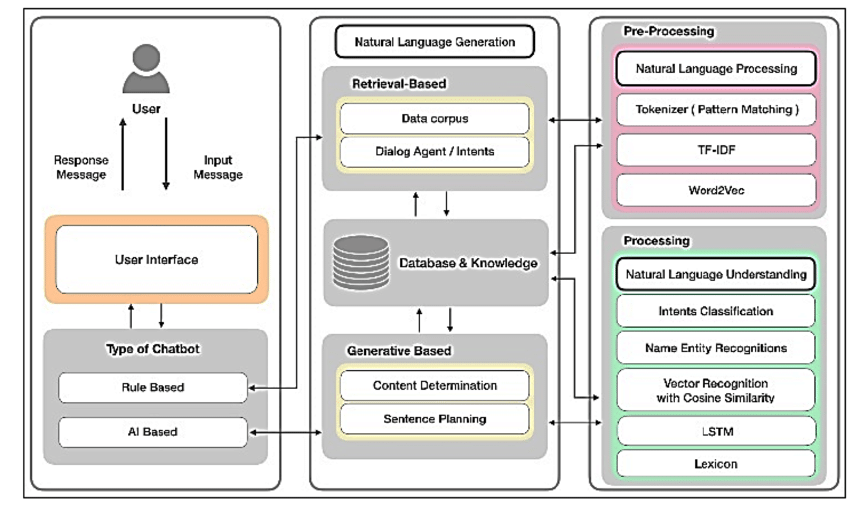 User
Response
Message
Input
Message
User Interface
Type of Chatbot
Rule Based
AI Based
Natural Language Generation
Retrieval-Based
Data corpus
Dialog Agent / Intents
Database & Knowledge
Generative Based
Content Determination
Sentence Planning
Pre-Processing
Natural Language Processing
Tokenizer ( Pattern Matching )
TF-IDF
Word2Vec
Processing
Natural Language Understanding
Intents Classification
Name Entity Recognitions
Vector Recognition
with Cosine Similarity
LSTM
Lexicon